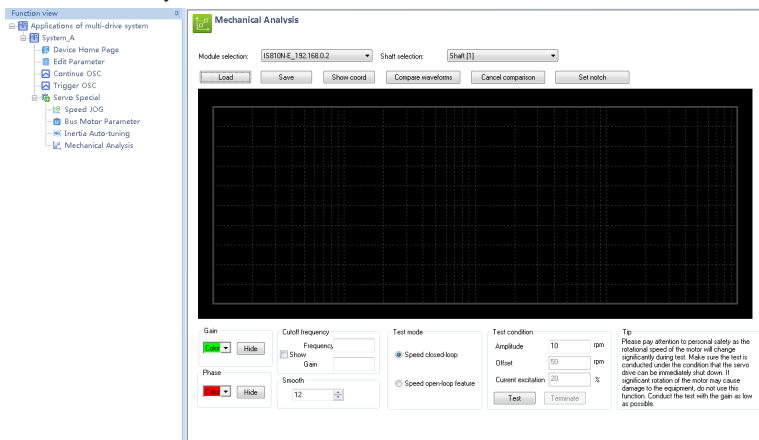 Function view
Applications of multi-drive system
System_A
Device Home Page
Edit Parameter
Continue OSC
Trigger OSC
Servo Special
Speed JOG
Bus Motor Parameter
Inertia Auto-tuning
Mechanical Analysis
Mechanical Analysis
Module selection: IS810N-E_192.168.0.2 Shaft selection: Shaft [1]
Load Save Show coord Compare waveforms Cancel comparison Set notch
Gain
Color Hide
Phase
Hide
Cutoff frequency
Frequency
Show
Gain
Smooth
12
Test mode
Speed closed-loop
Speed open-loop feature
Test condition
Amplitude 10 rpm
Offset 50 rpm
Current excitation 20 %
Test Terminate
Tip
Please pay attention to personal safety as the
rotational speed of the motor will change
significantly during test. Make sure the test is
conducted under the condition that the servo
drive can be immediately shut down. If
significant rotation of the motor may cause
damage to the equipment, do not use this
function. Conduct the test with the gain as low
as possible.